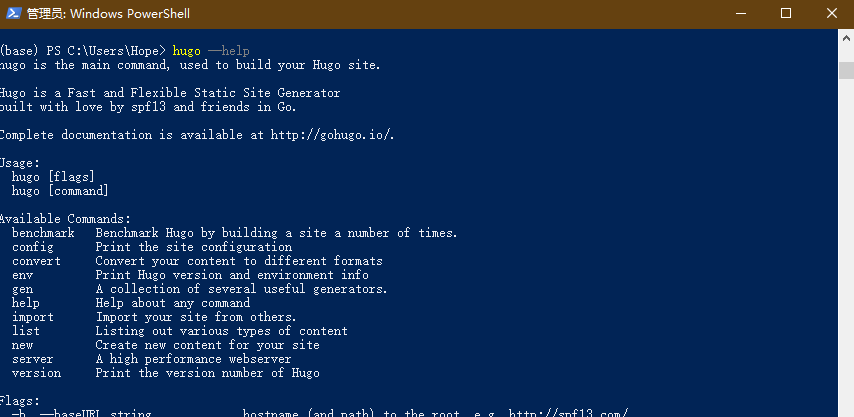 管理员: Windows PowerShell
(base) PS C:\Users\Hope> hugo --help
hugo is the main command, used to build your Hugo site.
Hugo is a Fast and Flexible Static Site Generator
built with love by spf13 and friends in Go.
Complete documentation is available at http://gohugo.io/.
Usage:
  hugo [flags]
  hugo [command]
Available Commands:
  benchmark   Benchmark Hugo by building a site a number of times.
  config      Print the site configuration
  convert     Convert your content to different formats
  env         Print Hugo version and environment info
  gen         A collection of several useful generators.
  help        Help about any command
  import      Import your site from others.
  list        Listing out various types of content
  new         Create new content for your site
  server      A high performance webserver
  version     Print the version number of Hugo
Flags:
  -b, --baseURL string             hostname (and path) to the root, e.g. http://spf13.com/